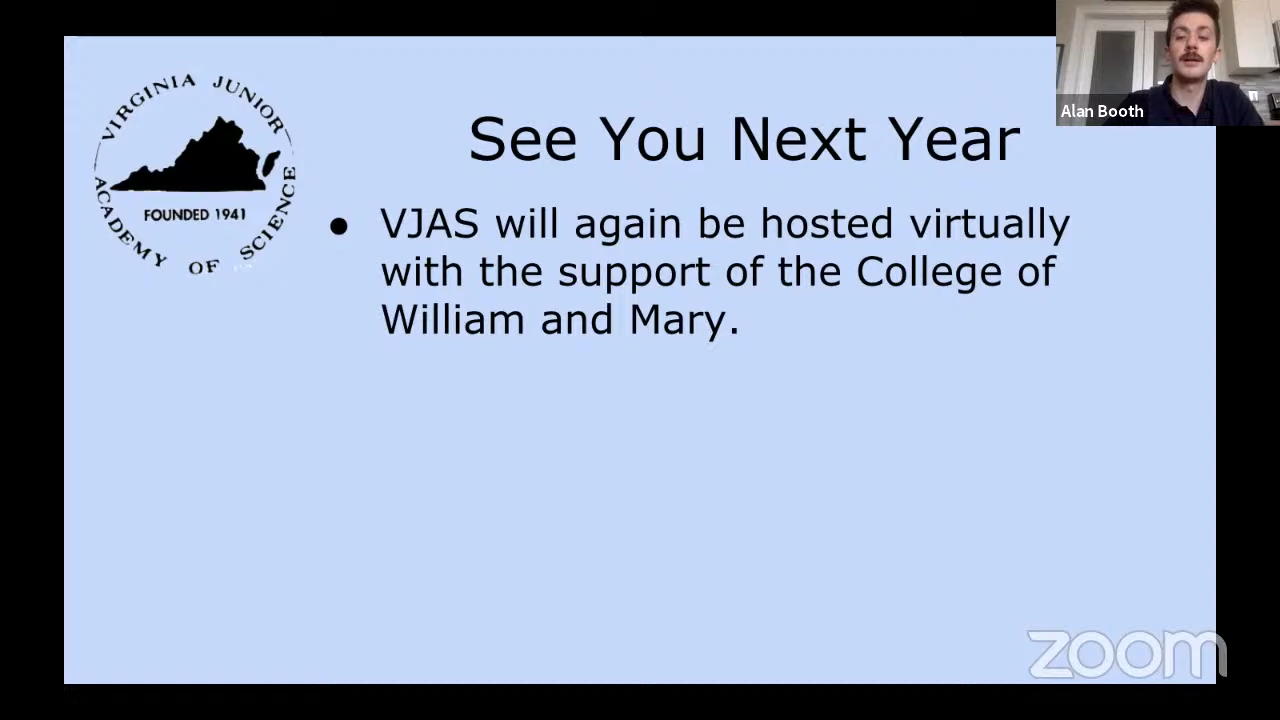 VIRGINIA JUNIOR
ACADEMY OF SCIENCE
FOUNDED 1941
Alan Booth
See You Next Year
● VJAS will again be hosted virtually
with the support of the College of
William and Mary.
zoom